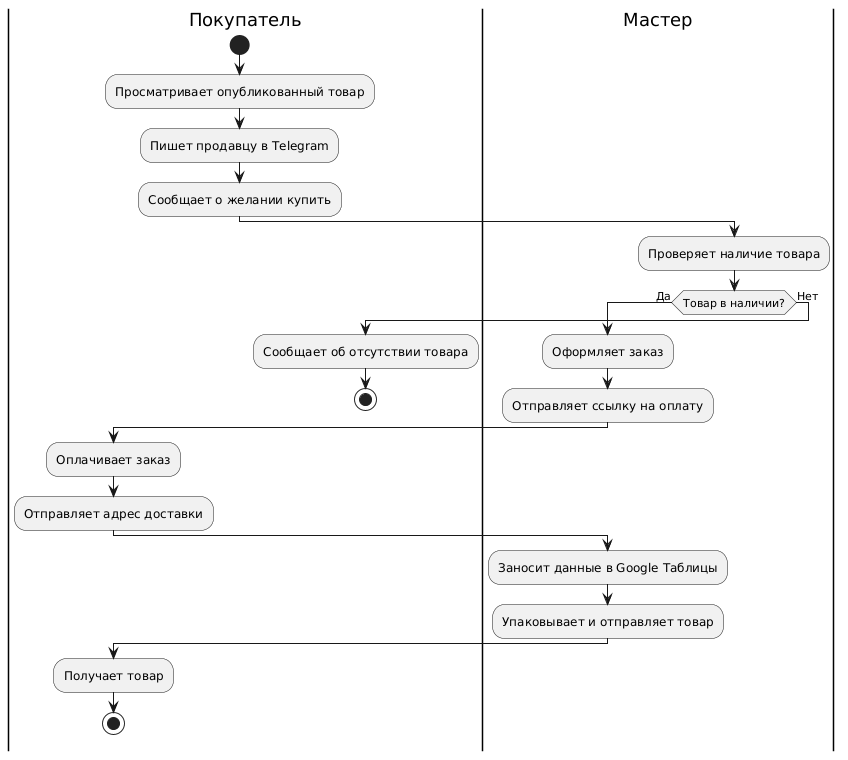 Покупатель
Мастер
Просматривает опубликованный товар
Пишет продавцу в Telegram
Сообщает о желании купить
Проверяет наличие товара
Да
Товар в наличии?
Нет
Сообщает об отсутствии товара
Оформляет заказ
Отправляет ссылку на оплату
Оплачивает заказ
Отправляет адрес доставки
Заносит данные в Google Таблицы
Упаковывает и отправляет товар
Получает товар